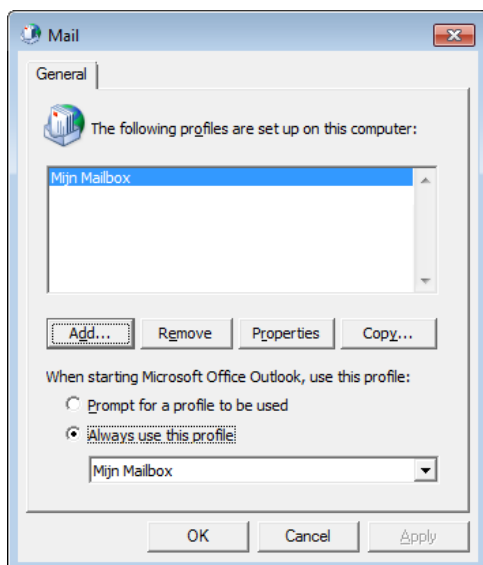 Mail
General
The following profiles are set up on this computer:
Mijn Mailbox
Add... Remove Properties Copy...
When starting Microsoft Office Outlook, use this profile:
Prompt for a profile to be used
Always use this profile
Mijn Mailbox
OK Cancel Apply